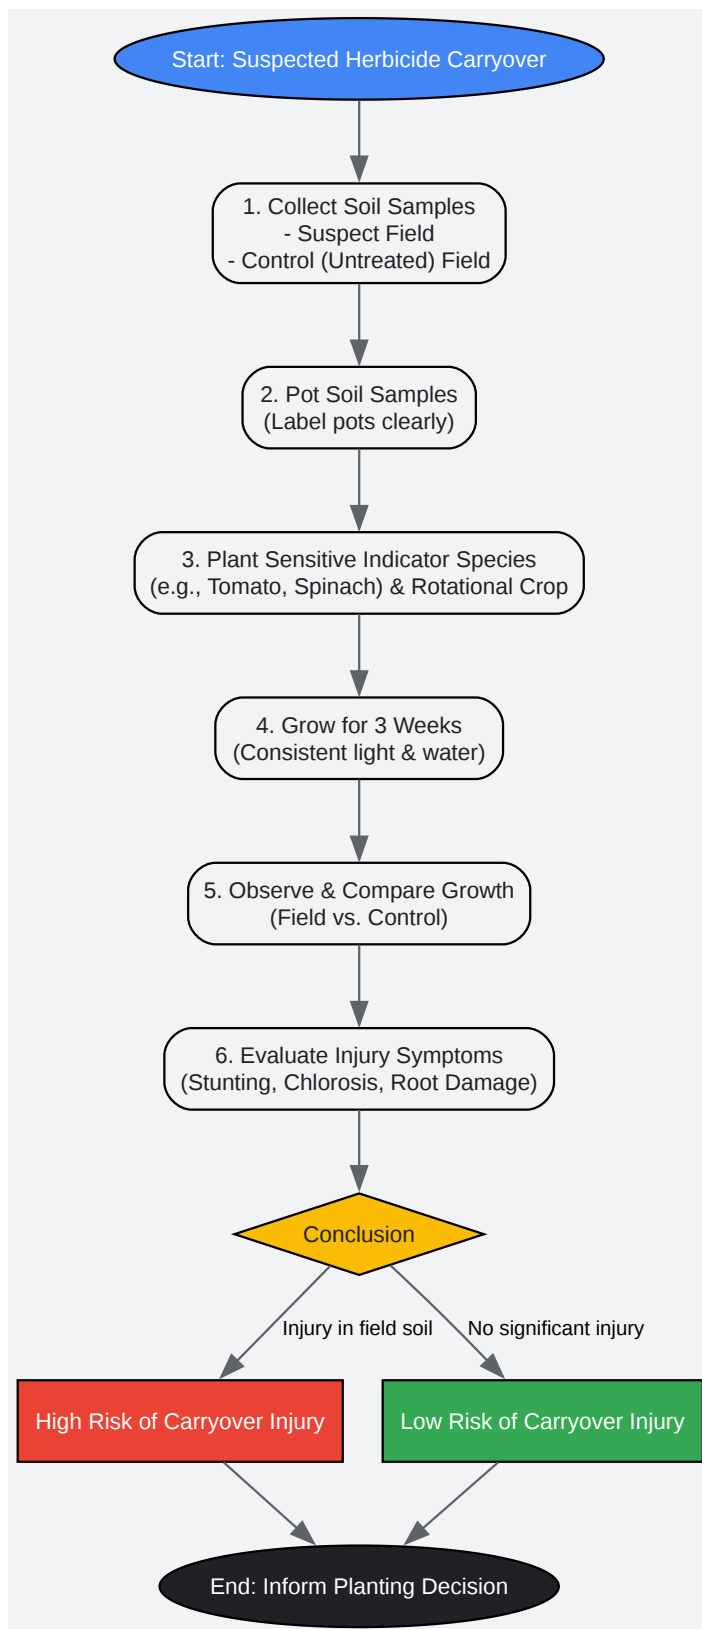 Start: Suspected Herbicide Carryover
1. Collect Soil Samples
- Suspect Field
- Control (Untreated) Field
2. Pot Soil Samples
(Label pots clearly)
3. Plant Sensitive Indicator Species
(e.g., Tomato, Spinach) & Rotational Crop
4. Grow for 3 Weeks
(Consistent light & water)
5. Observe & Compare Growth
(Field vs. Control)
6. Evaluate Injury Symptoms
(Stunting, Chlorosis, Root Damage)
Conclusion
Injury in field soil
No significant injury
High Risk of Carryover Injury
Low Risk of Carryover Injury
End: Inform Planting Decision